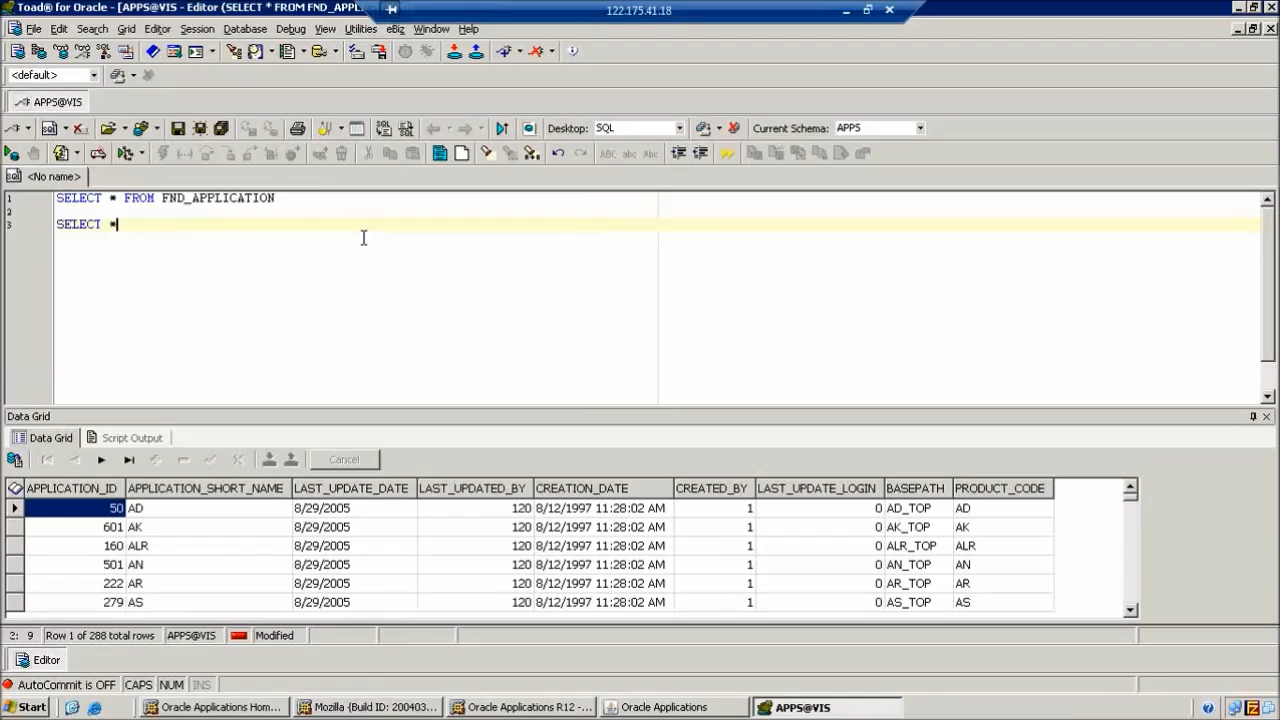 Toad® for Oracle - [APPS@VIS - Editor (SELECT * FROM FND_APPL
122.175.41.18
File Edit Search Grid Editor Session Database Debug View Utilities eBiz Window Help
<default>
APPS@VIS
Desktop: SQL Current Schema: APPS
SQL <No name>
1 SELECT * FROM FND_APPLICATION
2
3 SELECT *
Data Grid
Data Grid Script Output
Cancel
APPLICATION_ID APPLICATION_SHORT_NAME LAST_UPDATE_DATE LAST_UPDATED_BY CREATION_DATE CREATED_BY LAST_UPDATE_LOGIN BASEPATH PRODUCT_CODE
50 AD 8/29/2005 120 8/12/1997 11:28:02 AM 1 0 AD_TOP AD
601 AK 8/29/2005 120 8/12/1997 11:28:02 AM 1 0 AK_TOP AK
160 ALR 8/29/2005 120 8/12/1997 11:28:02 AM 1 0 ALR_TOP ALR
501 AN 8/29/2005 120 8/12/1997 11:28:02 AM 1 0 AN_TOP AN
222 AR 8/29/2005 120 8/12/1997 11:28:02 AM 1 0 AR_TOP AR
279 AS 8/29/2005 120 8/12/1997 11:28:02 AM 1 0 AS_TOP AS
2: 9 Row 1 of 288 total rows APPS@VIS Modified
Editor
AutoCommit is OFF CAPS NUM INS
Start Oracle Applications Hom... Mozilla {Build ID: 200403... Oracle Applications R12 -... Oracle Applications APPS@VIS